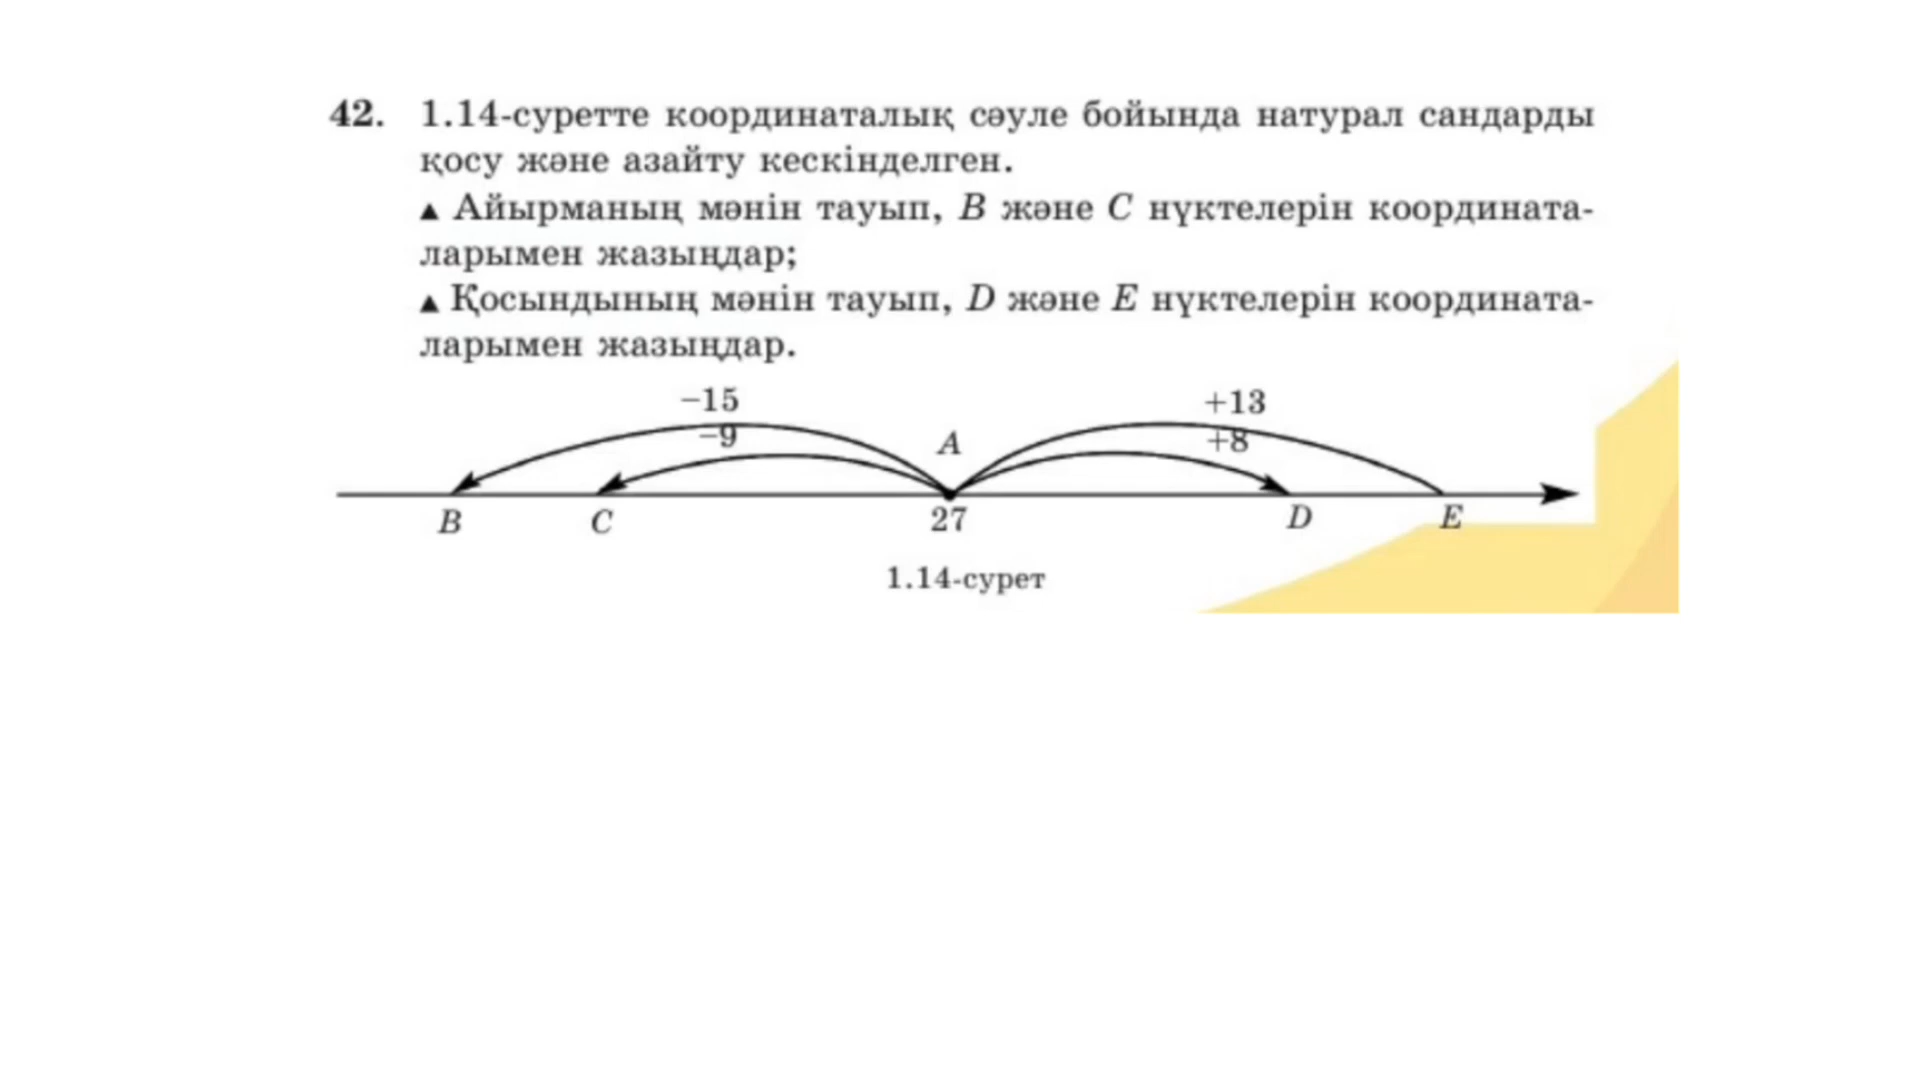 42. 1.14-суретте координаталық сәуле бойында натурал сандарды
қосу және азайту кескінделген.
▲ Айырманың мәнін тауып, B және C нүктелерін координата-
ларымен жазыңдар;
▲ Қосындының мәнін тауып, D және E нүктелерін координата-
ларымен жазыңдар.
−15 +13
−9 A +8
B C 27 D E
1.14-сурет